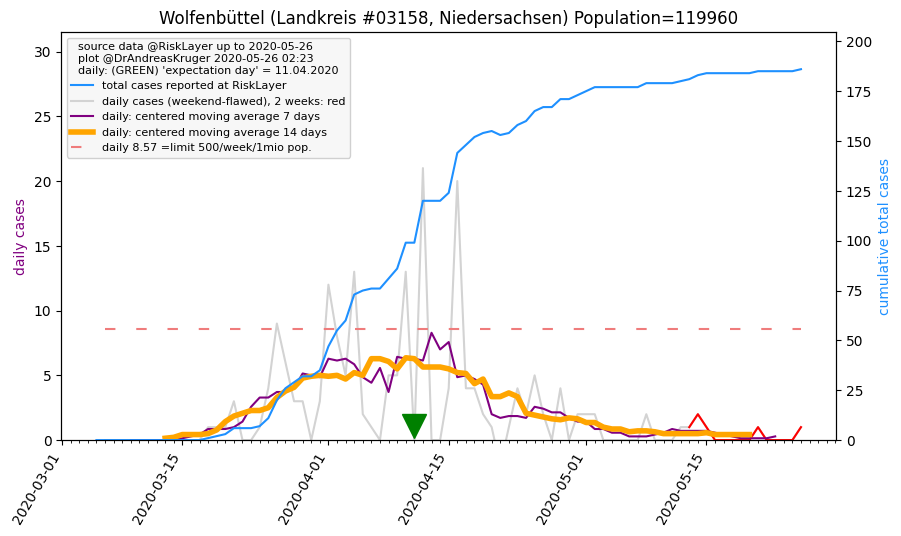 Wolfenbüttel (Landkreis #03158, Niedersachsen) Population=119960
source data @RiskLayer up to 2020-05-26
plot @DrAndreasKruger 2020-05-26 02:23
daily: (GREEN) 'expectation day' = 11.04.2020
total cases reported at RiskLayer
daily cases (weekend-flawed), 2 weeks: red
daily: centered moving average 7 days
daily: centered moving average 14 days
daily 8.57 =limit 500/week/1mio pop.
daily cases
30
25
20
15
10
5
0
cumulative total cases
200
175
150
125
100
75
50
25
0
2020-03-01
2020-03-15
2020-04-01
2020-04-15
2020-05-01
2020-05-15